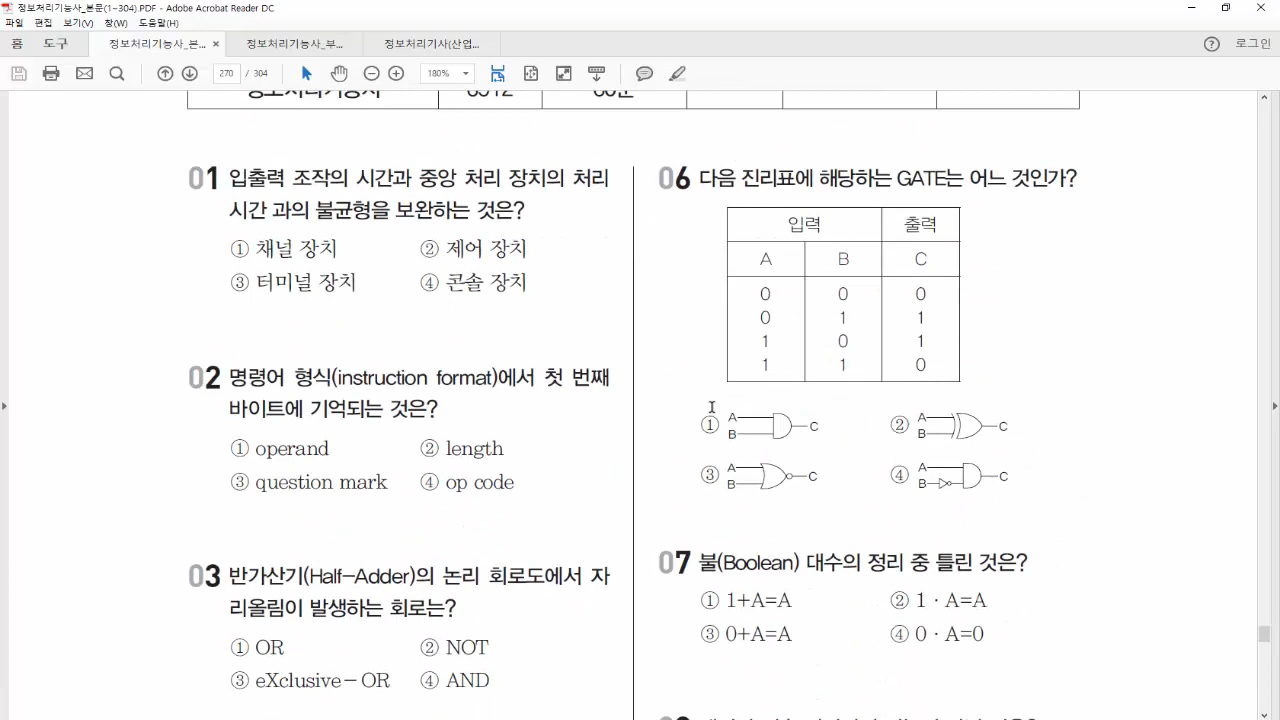 정보처리기능사_본문(1~304).PDF - Adobe Acrobat Reader DC
파일 편집 보기(V) 창(W) 도움말(H)
홈 도구 정보처리기능사_본... × 정보처리기능사_부... 정보처리기사(산업... ? 로그인
270 / 304 180%
정보처리기능사
01 입출력 조작의 시간과 중앙 처리 장치의 처리
시간 과의 불균형을 보완하는 것은?
① 채널 장치 ② 제어 장치
③ 터미널 장치 ④ 콘솔 장치
02 명령어 형식(instruction format)에서 첫 번째
바이트에 기억되는 것은?
① operand ② length
③ question mark ④ op code
03 반가산기(Half-Adder)의 논리 회로도에서 자
리올림이 발생하는 회로는?
① OR ② NOT
③ eXclusive-OR ④ AND
06 다음 진리표에 해당하는 GATE는 어느 것인가?
입력 출력
A B C
0 0 0
0 1 1
1 0 1
1 1 0
① A B C ② A B C
③ A B C ④ A B C
07 불(Boolean) 대수의 정리 중 틀린 것은?
① 1+A=A ② 1 · A=A
③ 0+A=A ④ 0 · A=0